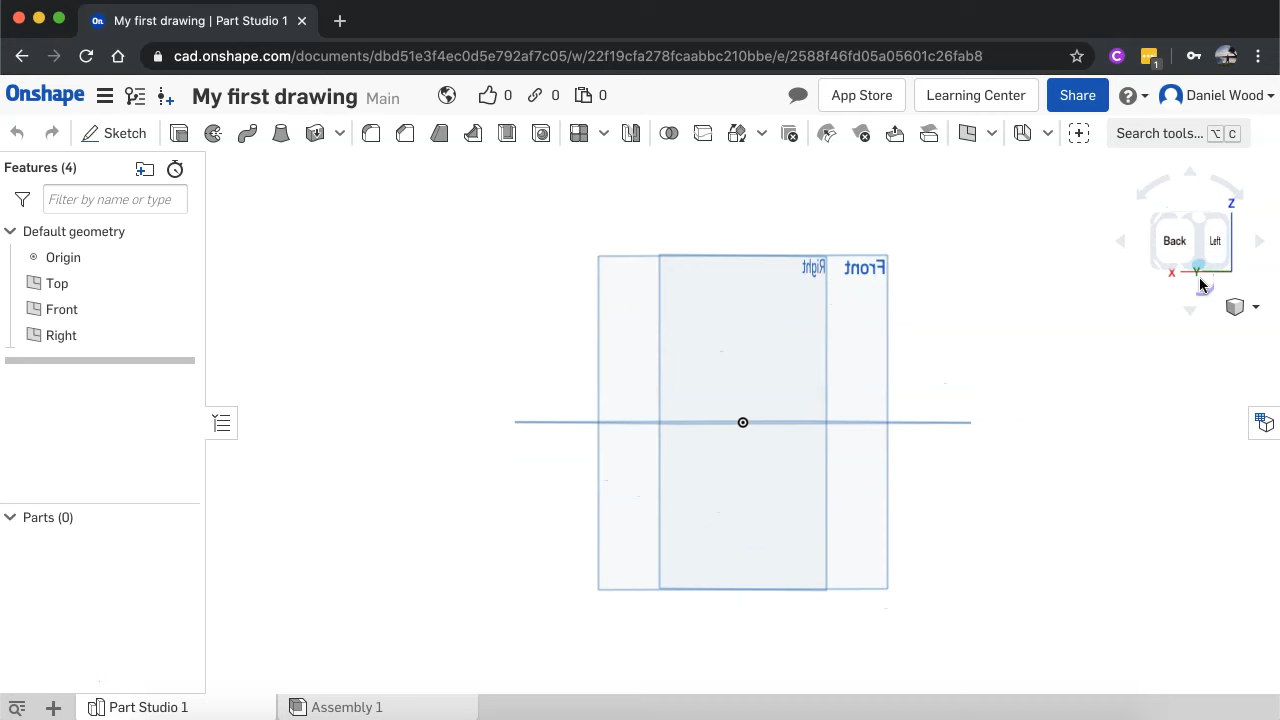 On My first drawing | Part Studio 1
cad.onshape.com/documents/dbd51e3f4ec0d5e792af7c05/w/22f19cfa278fcaabbc210bbe/e/2588f46fd05a05601c26fab8
C 1
Onshape My first drawing Main 0 0 0 App Store Learning Center Share Daniel Wood
Sketch Search tools... ⌥ C
Features (4)
Filter by name or type
Default geometry
Origin
Top
Front
Right
Parts (0)
Right Front
Z
Back Left
X Y
Part Studio 1 Assembly 1